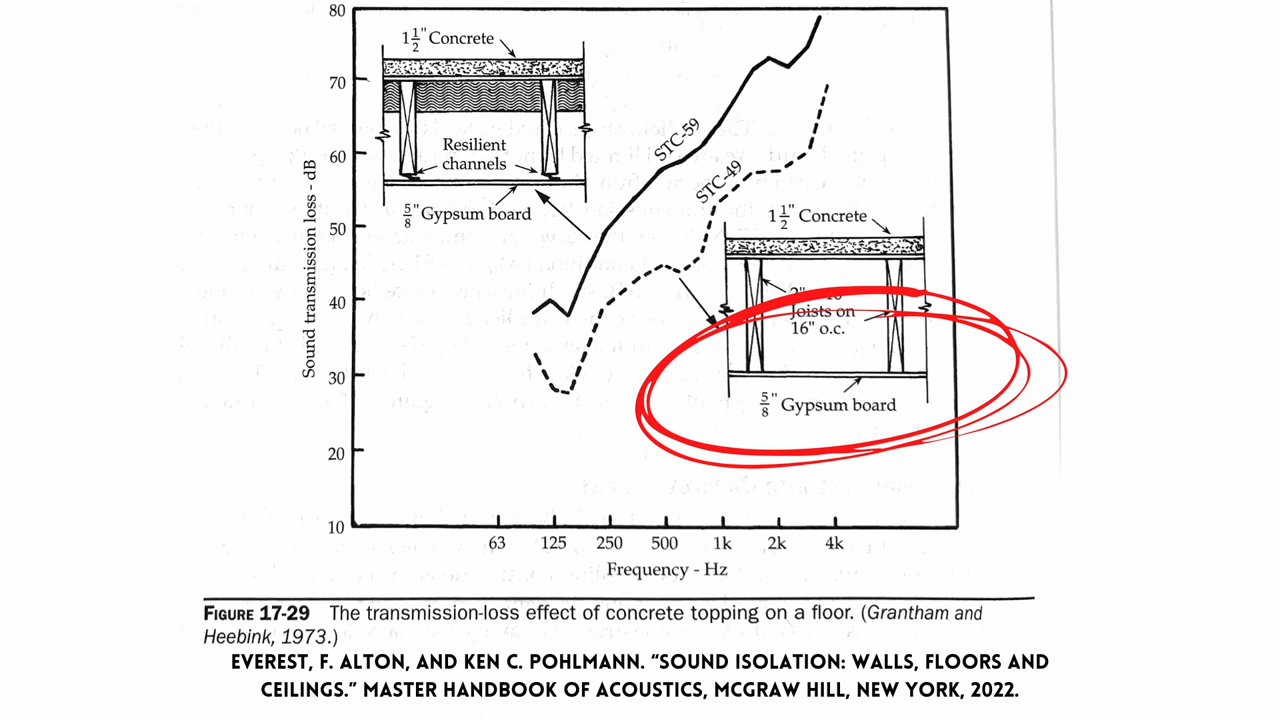 80
70
60
50
40
30
20
10
Sound transmission loss - dB
1 1/2" Concrete
Resilient
channels
5/8" Gypsum board
STC-59
STC-49
1 1/2" Concrete
Joists on
16" o.c.
5/8" Gypsum board
63 125 250 500 1k 2k 4k
Frequency - Hz
FIGURE 17-29 The transmission-loss effect of concrete topping on a floor. (Grantham and
Heebink, 1973.)
EVEREST, F. ALTON, AND KEN C. POHLMANN. “SOUND ISOLATION: WALLS, FLOORS AND
CEILINGS.” MASTER HANDBOOK OF ACOUSTICS, MCGRAW HILL, NEW YORK, 2022.